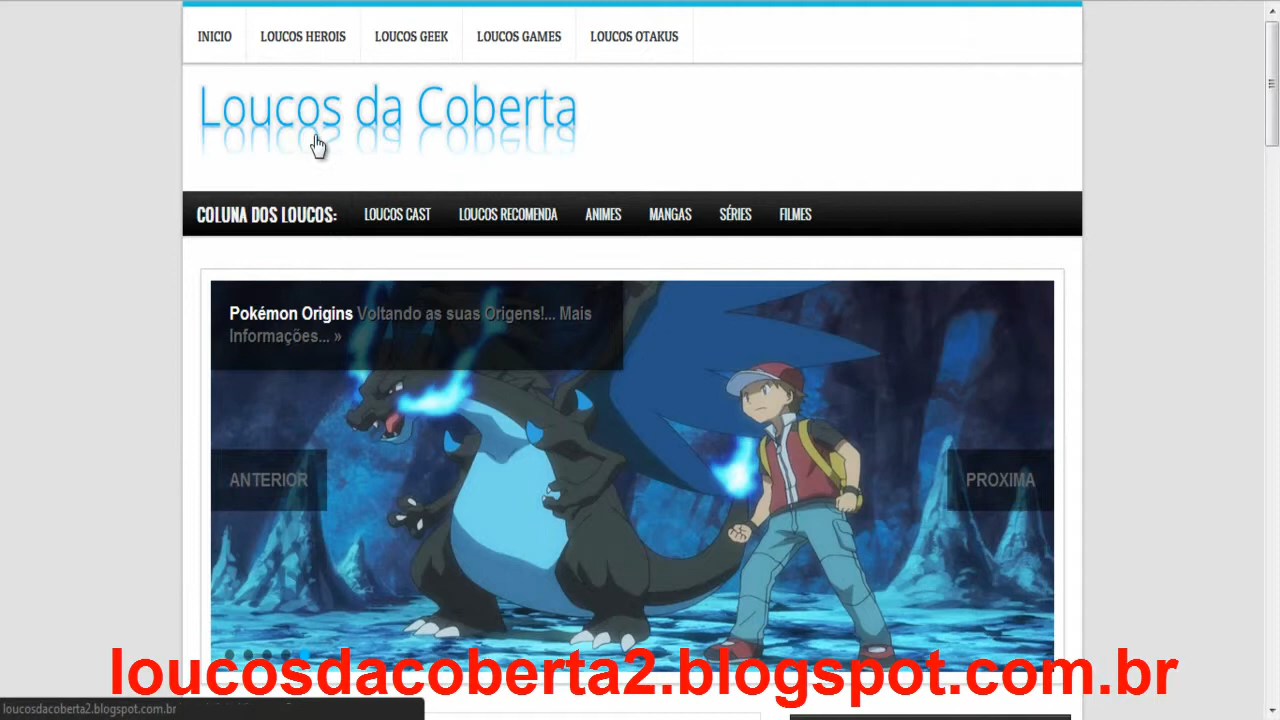 INICIO LOUCOS HEROIS LOUCOS GEEK LOUCOS GAMES LOUCOS OTAKUS
Loucos da Coberta
COLUNA DOS LOUCOS: LOUCOS CAST LOUCOS RECOMENDA ANIMES MANGAS SÉRIES FILMES
Pokémon Origins Voltando as suas Origens!... Mais
Informações... »
ANTERIOR PROXIMA
loucosdacoberta2.blogspot.com.br
loucosdacoberta2.blogspot.com.br